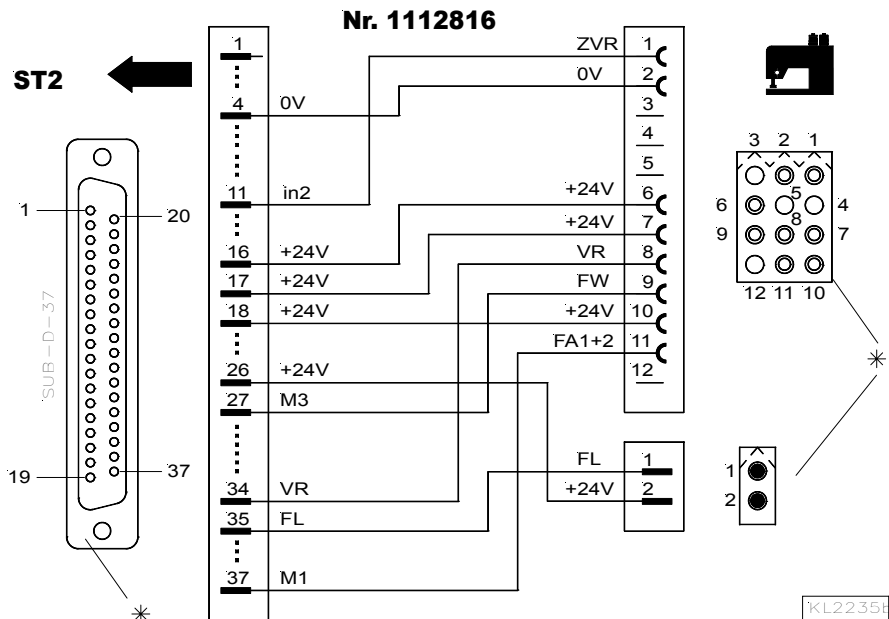 Nr. 1112816
ST2
SUB-D-37
1
20
19
37
1
4 0V
11 in2
16 +24V
17 +24V
18 +24V
26 +24V
27 M3
34 VR
35 FL
37 M1
ZVR 1
0V 2
3
4
5
+24V 6
+24V 7
VR 8
FW 9
+24V 10
FA1+2 11
12
FL 1
+24V 2
3 2 1
5
6 4
8
9 7
12 11 10
1
2